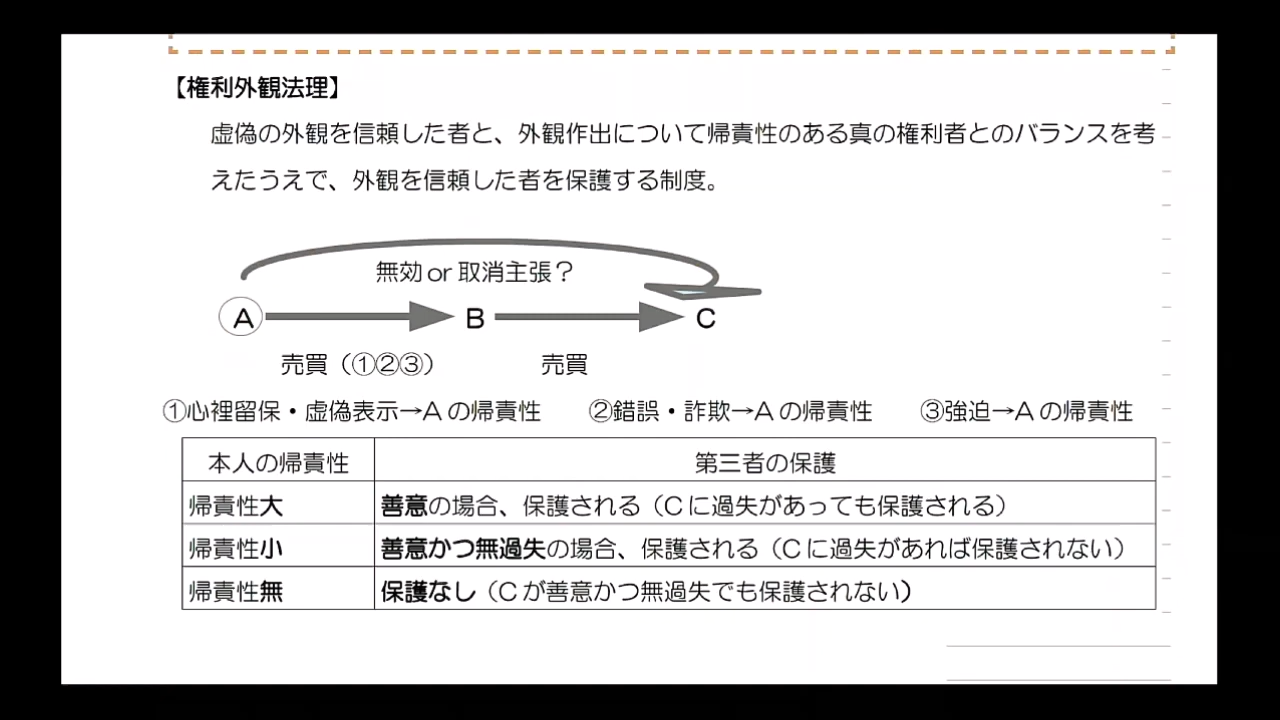 【権利外観法理】
虚偽の外観を信頼した者と、外観作出について帰責性のある真の権利者とのバランスを考
えたうえで、外観を信頼した者を保護する制度。
無効 or 取消主張？
A B C
売買（①②③） 売買
①心裡留保・虚偽表示→A の帰責性 ②錯誤・詐欺→A の帰責性 ③強迫→A の帰責性
本人の帰責性 第三者の保護
帰責性大 善意の場合、保護される（C に過失があっても保護される）
帰責性小 善意かつ無過失の場合、保護される（C に過失があれば保護されない）
帰責性無 保護なし（C が善意かつ無過失でも保護されない）